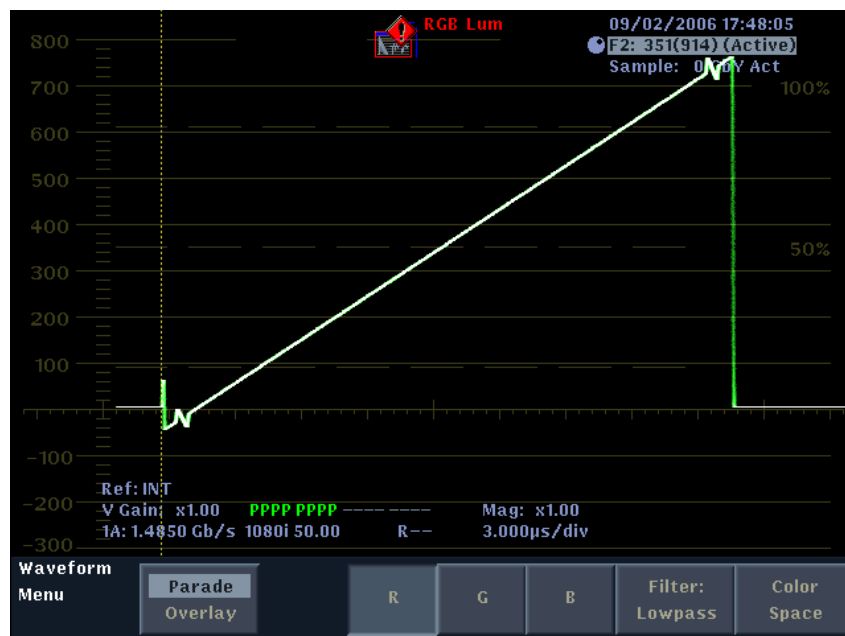 RGB Lum
09/02/2006 17:48:05
F2: 351(914) (Active)
Sample: Act
800
700
100%
600
500
400
50%
300
200
100
-100
Ref: INT
-200
V Gain: x1.00 PPPP PPPP ---- ---- Mag: x1.00
1A: 1.4850 Gb/s 1080i 50.00 R-- 3.000µs/div
-300
Waveform
Menu
Parade
Overlay
R
G
B
Filter:
Lowpass
Color
Space